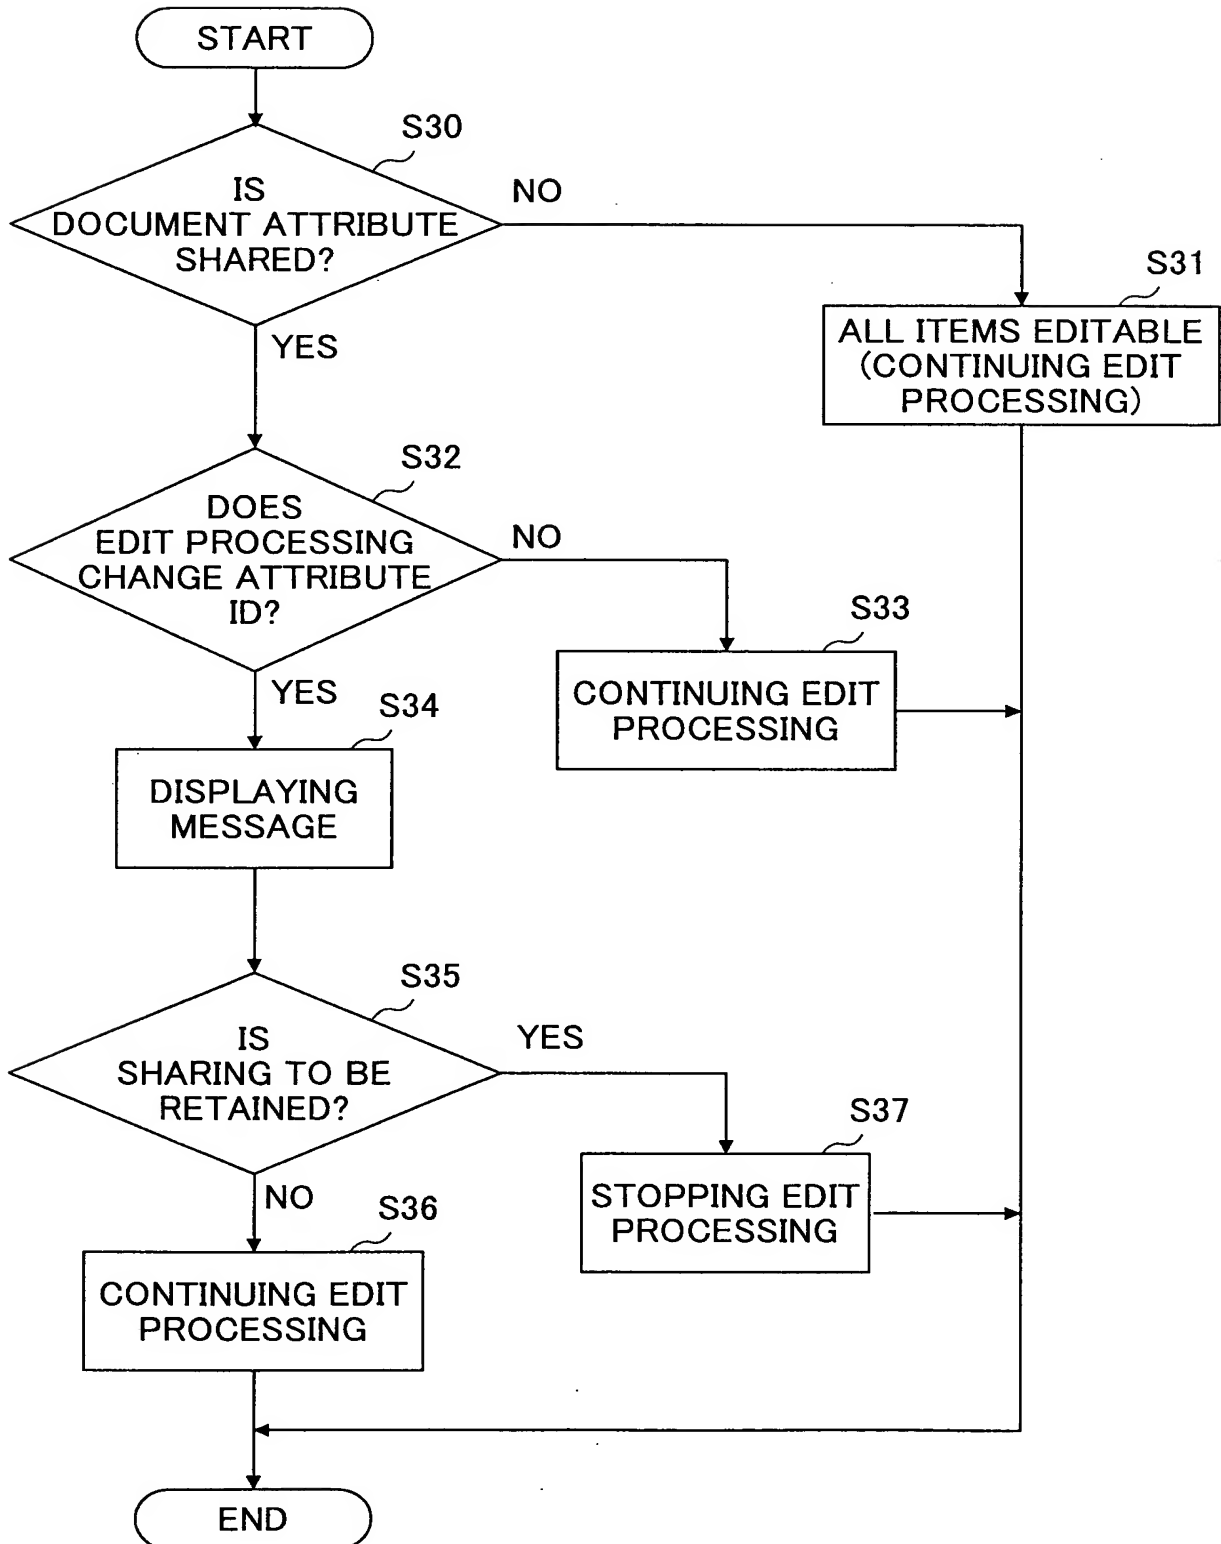 START
S30
IS
DOCUMENT ATTRIBUTE
SHARED?
NO
YES
S31
ALL ITEMS EDITABLE
(CONTINUING EDIT
PROCESSING)
S32
DOES
EDIT PROCESSING
CHANGE ATTRIBUTE
ID?
NO
YES
S33
CONTINUING EDIT
PROCESSING
S34
DISPLAYING
MESSAGE
S35
IS
SHARING TO BE
RETAINED?
YES
NO
S37
STOPPING EDIT
PROCESSING
S36
CONTINUING EDIT
PROCESSING
END